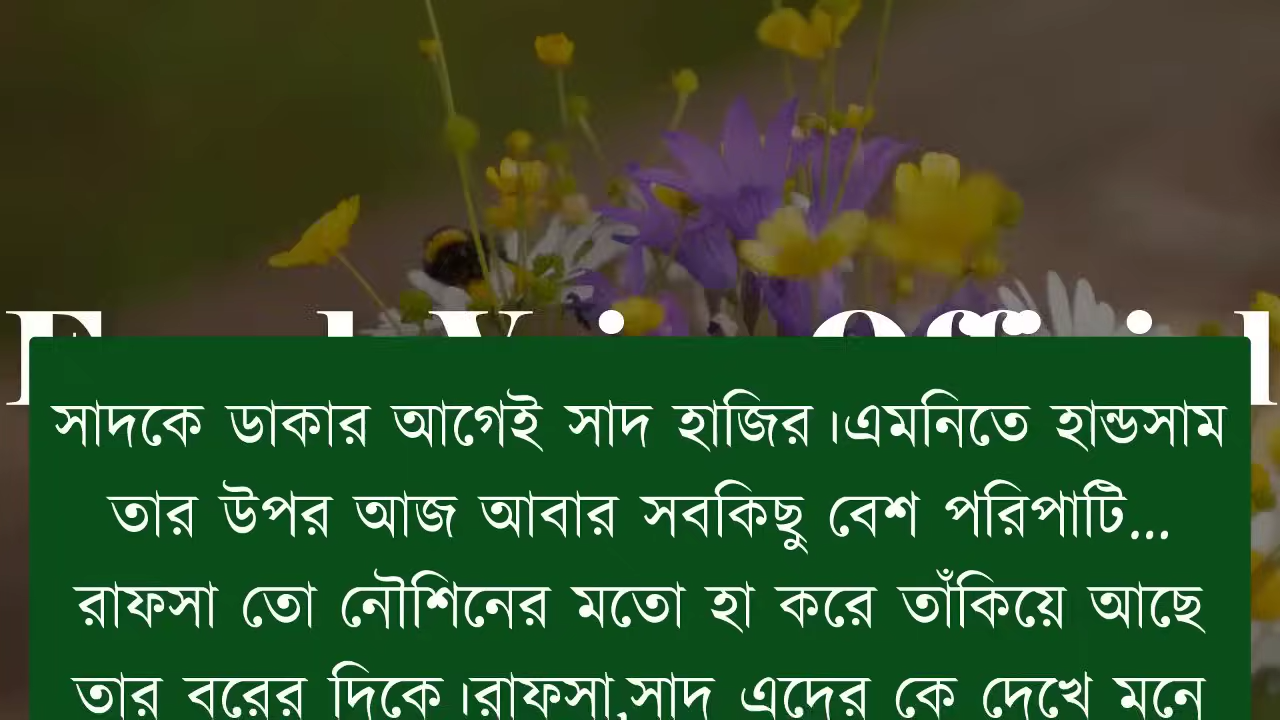 সাদকে ডাকার আগেই সাদ হাজির।এমনিতে হান্ডসাম
তার উপর আজ আবার সবকিছু বেশ পরিপাটি...
রাফসা তো নৌশিনের মতো হা করে তাঁকিয়ে আছে
তার বরের দিকে।রাফসা,সাদ এদের কে দেখে মনে